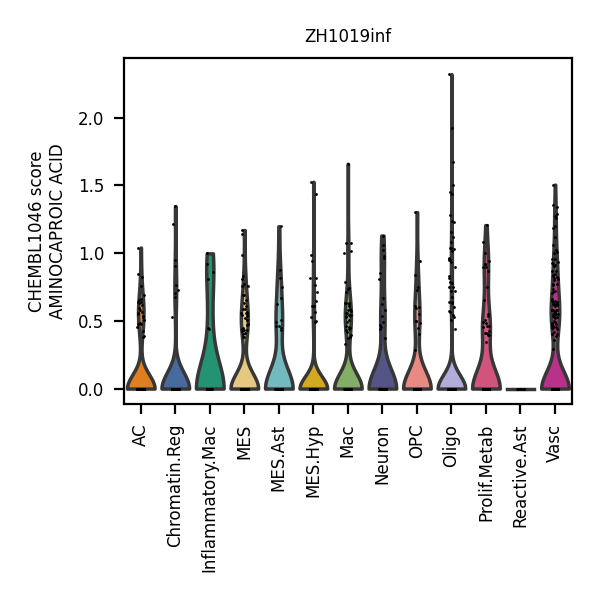 ZH1019inf
CHEMBL1046 score
AMINOCAPROIC ACID
2.0
1.5
1.0
0.5
0.0
AC
Chromatin.Reg
Inflammatory.Mac
MES
MES.Ast
MES.Hyp
Mac
Neuron
OPC
Oligo
Prolif.Metab
Reactive.Ast
Vasc